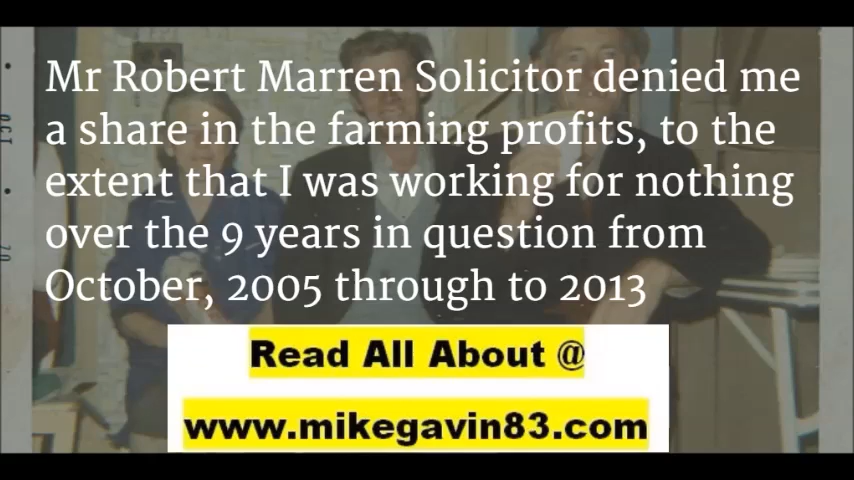 Mr Robert Marren Solicitor denied me
a share in the farming profits, to the
extent that I was working for nothing
over the 9 years in question from
October, 2005 through to 2013
Read All About @
www.mikegavin83.com